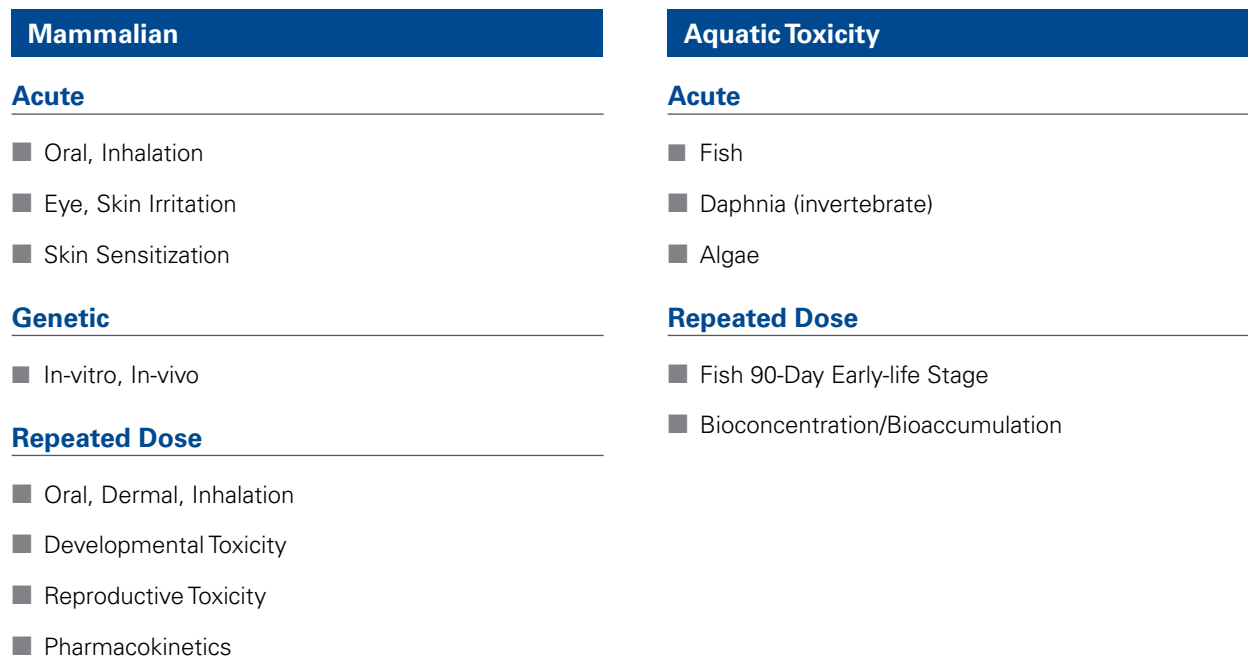 Mammalian
Acute
Oral, Inhalation
Eye, Skin Irritation
Skin Sensitization
Genetic
In-vitro, In-vivo
Repeated Dose
Oral, Dermal, Inhalation
Developmental Toxicity
Reproductive Toxicity
Pharmacokinetics
Aquatic Toxicity
Acute
Fish
Daphnia (invertebrate)
Algae
Repeated Dose
Fish 90-Day Early-life Stage
Bioconcentration/Bioaccumulation